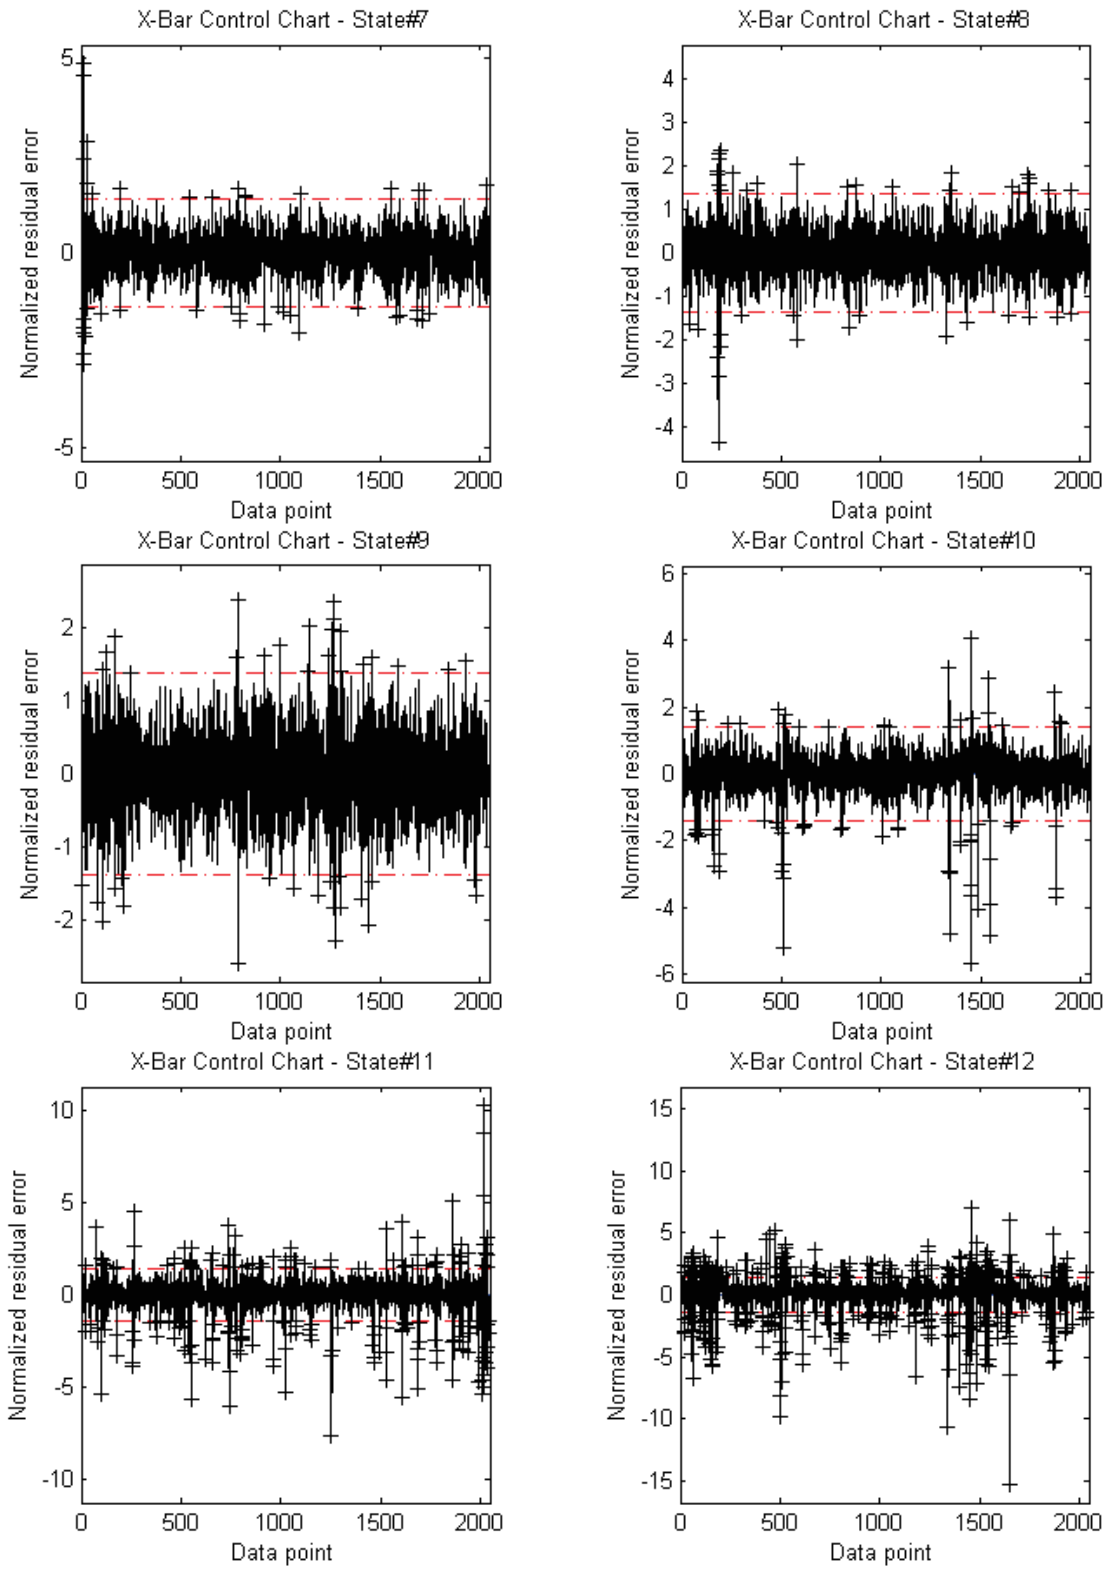 X-Bar Control Chart - State#7
5
0
-5
Normalized residual error
0 500 1000 1500 2000
Data point
X-Bar Control Chart - State#8
4
3
2
1
0
-1
-2
-3
-4
Normalized residual error
0 500 1000 1500 2000
Data point
X-Bar Control Chart - State#9
2
1
0
-1
-2
Normalized residual error
0 500 1000 1500 2000
Data point
X-Bar Control Chart - State#10
6
4
2
0
-2
-4
-6
Normalized residual error
0 500 1000 1500 2000
Data point
X-Bar Control Chart - State#11
10
5
0
-5
-10
Normalized residual error
0 500 1000 1500 2000
Data point
X-Bar Control Chart - State#12
15
10
5
0
-5
-10
-15
Normalized residual error
0 500 1000 1500 2000
Data point